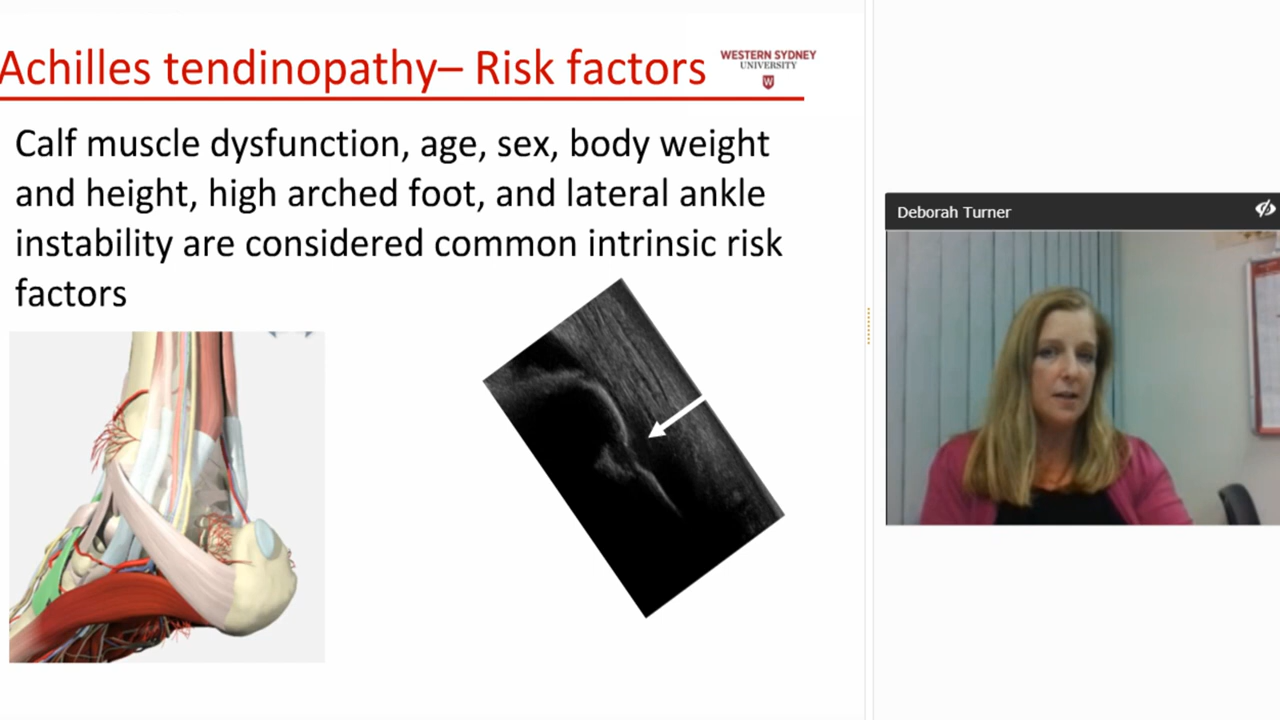 Achilles tendinopathy– Risk factors
WESTERN SYDNEY
UNIVERSITY
W
Calf muscle dysfunction, age, sex, body weight
and height, high arched foot, and lateral ankle
instability are considered common intrinsic risk
factors
Deborah Turner